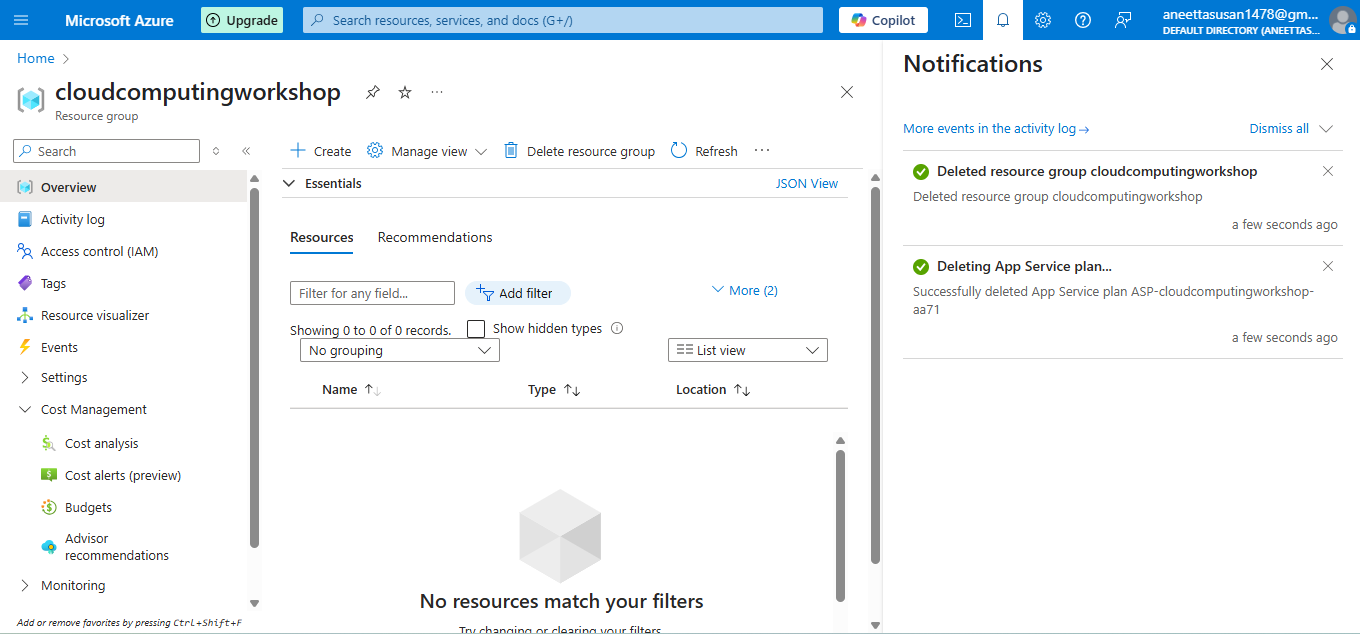 Microsoft Azure
Upgrade
Search resources, services, and docs (G+/)
Copilot
aneettasusan1478@gm...
DEFAULT DIRECTORY (ANEETTAS...
Home
cloudcomputingworkshop
Resource group
Search
Overview
Activity log
Access control (IAM)
Tags
Resource visualizer
Events
Settings
Cost Management
Cost analysis
Cost alerts (preview)
Budgets
Advisor
recommendations
Monitoring
Add or remove favorites by pressing Ctrl+Shift+F
Create
Manage view
Delete resource group
Refresh
Essentials
JSON View
Resources
Recommendations
Filter for any field...
Add filter
More (2)
Showing 0 to 0 of 0 records.
Show hidden types
No grouping
List view
Name
Type
Location
No resources match your filters
Try changing or clearing your filters.
Notifications
More events in the activity log →
Dismiss all
Deleted resource group cloudcomputingworkshop
Deleted resource group cloudcomputingworkshop
a few seconds ago
Deleting App Service plan...
Successfully deleted App Service plan ASP-cloudcomputingworkshop-
aa71
a few seconds ago